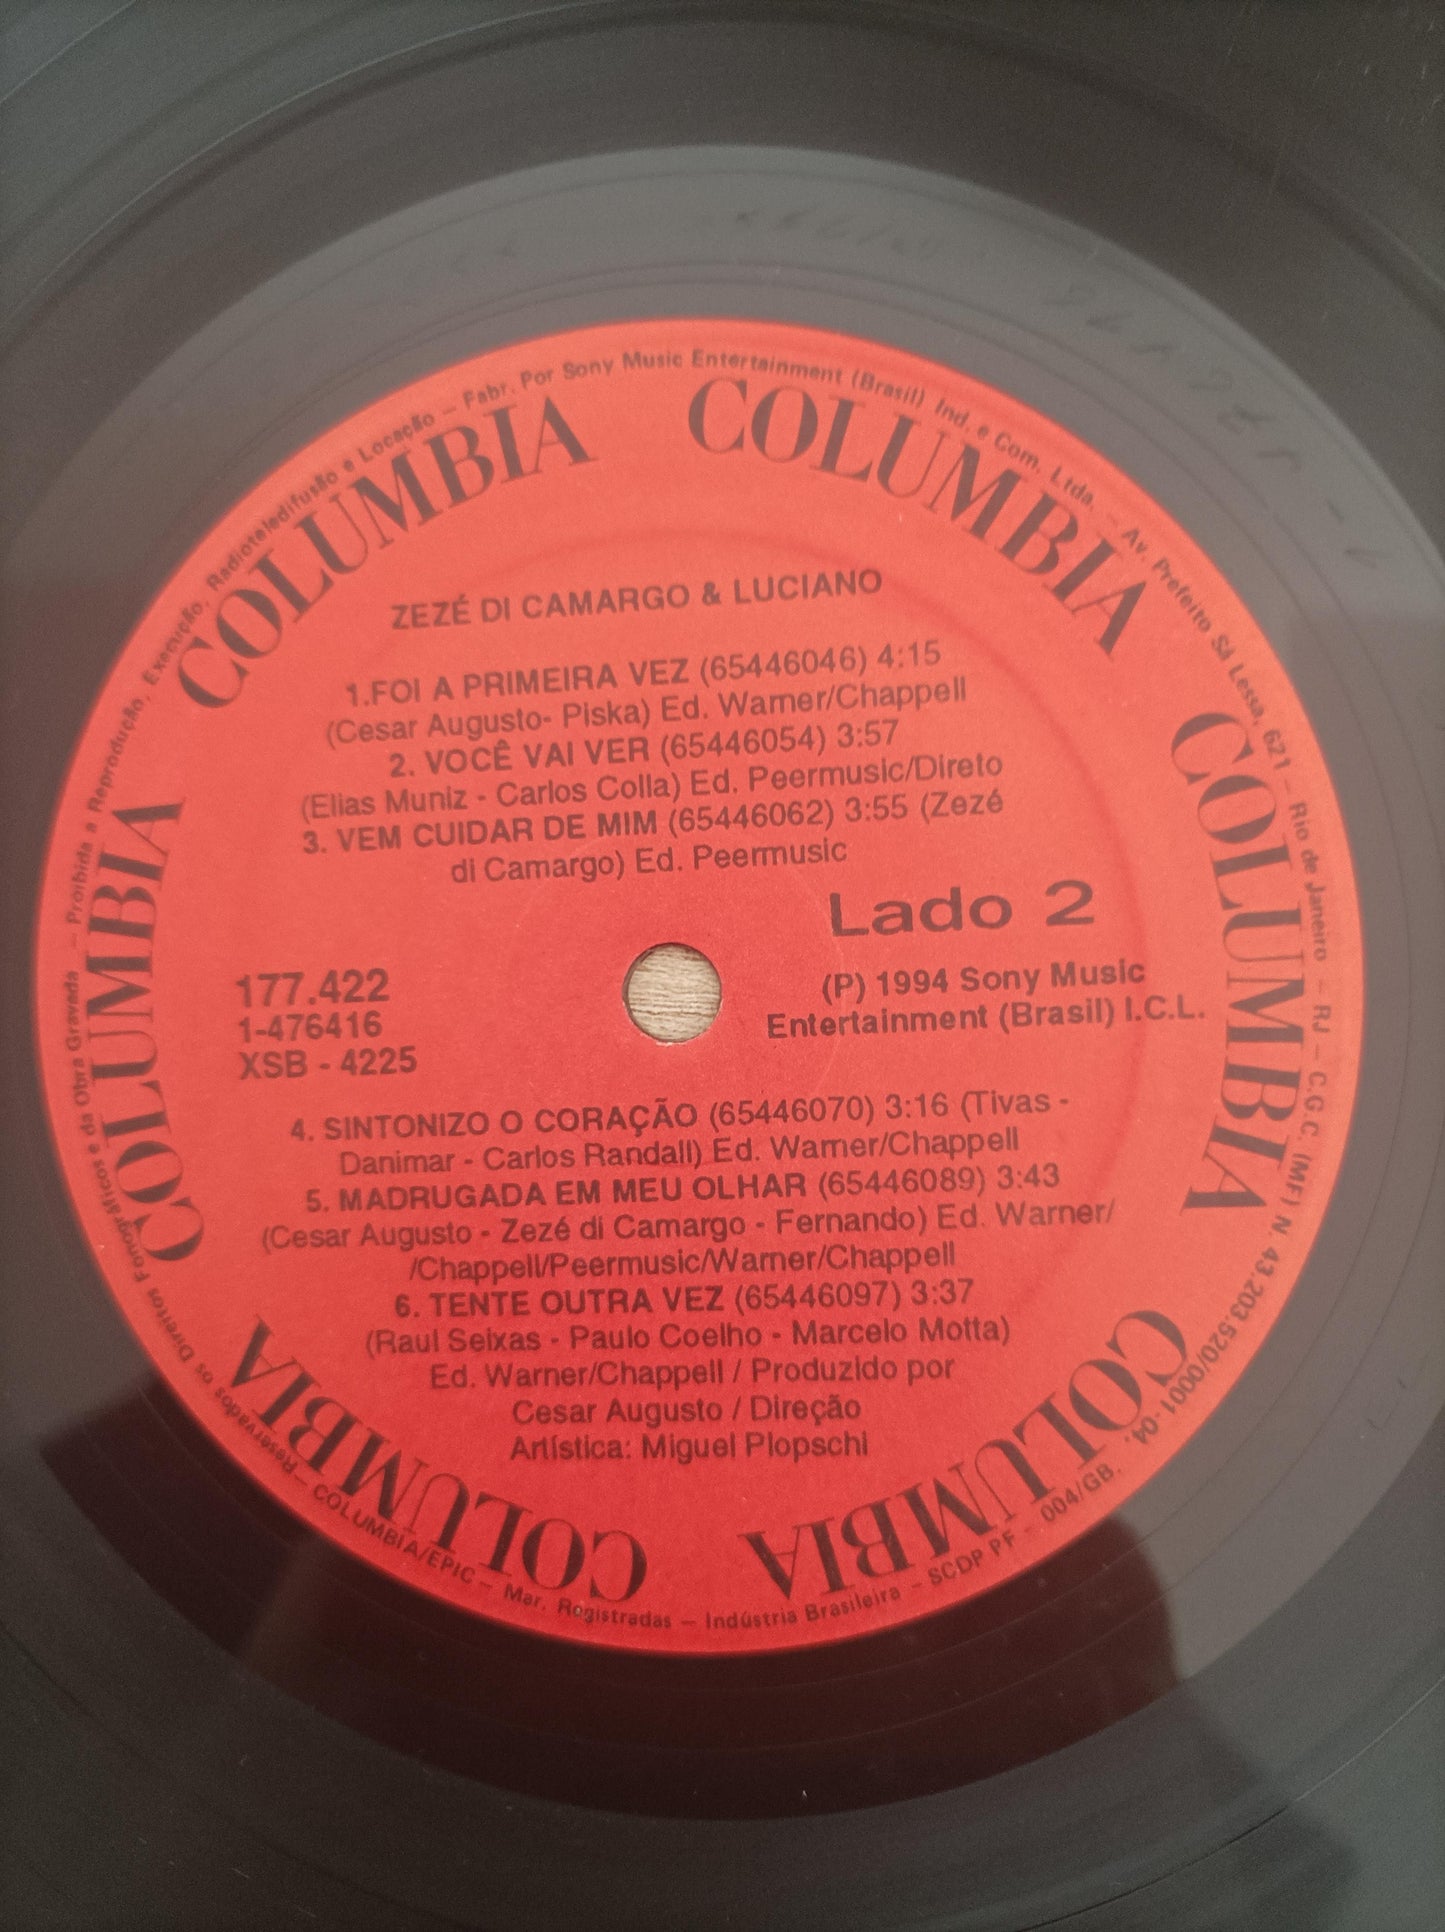 COLUMBIA COLUMBIA COLUMBIA COLUMBIA COLUMBIA COLUMBIA
ZEZÉ DI CAMARGO & LUCIANO
1.FOI A PRIMEIRA VEZ (65446046) 4:15
(Cesar Augusto- Piska) Ed. Warner/Chappell
2. VOCÊ VAI VER (65446054) 3:57
(Elias Muniz - Carlos Colla) Ed. Peermusic/Direto
3. VEM CUIDAR DE MIM (65446062) 3:55 (Zezé
di Camargo) Ed. Peermusic
Lado 2
177.422
1-476416
XSB - 4225
(P) 1994 Sony Music
Entertainment (Brasil) I.C.L.
4. SINTONIZO O CORAÇÃO (65446070) 3:16 (Tivas -
Danimar - Carlos Randall) Ed. Warner/Chappell
5. MADRUGADA EM MEU OLHAR (65446089) 3:43
(Cesar Augusto - Zezé di Camargo - Fernando) Ed. Warner/
/Chappell/Peermusic/Warner/Chappell
6. TENTE OUTRA VEZ (65446097) 3:37
(Raul Seixas - Paulo Coelho - Marcelo Motta)
Ed. Warner/Chappell / Produzido por
Cesar Augusto / Direção
Artística: Miguel Plopschi
Reservados os Direitos Fonográficos e da Obra Gravada – Proibida a Reprodução, Execução, Radioteledifusão e Locação – Fabr. Por Sony Music Entertainment (Brasil) Ind. e Com. Ltda. – Av. Prefeito Sá Lessa, 621 – Rio de Janeiro – RJ – C.G.C. (MF) N. 43.203.520/0001-04.
– COLUMBIA/EPIC – Mar. Registradas – Indústria Brasileira – SCDP PF – 004/GB.